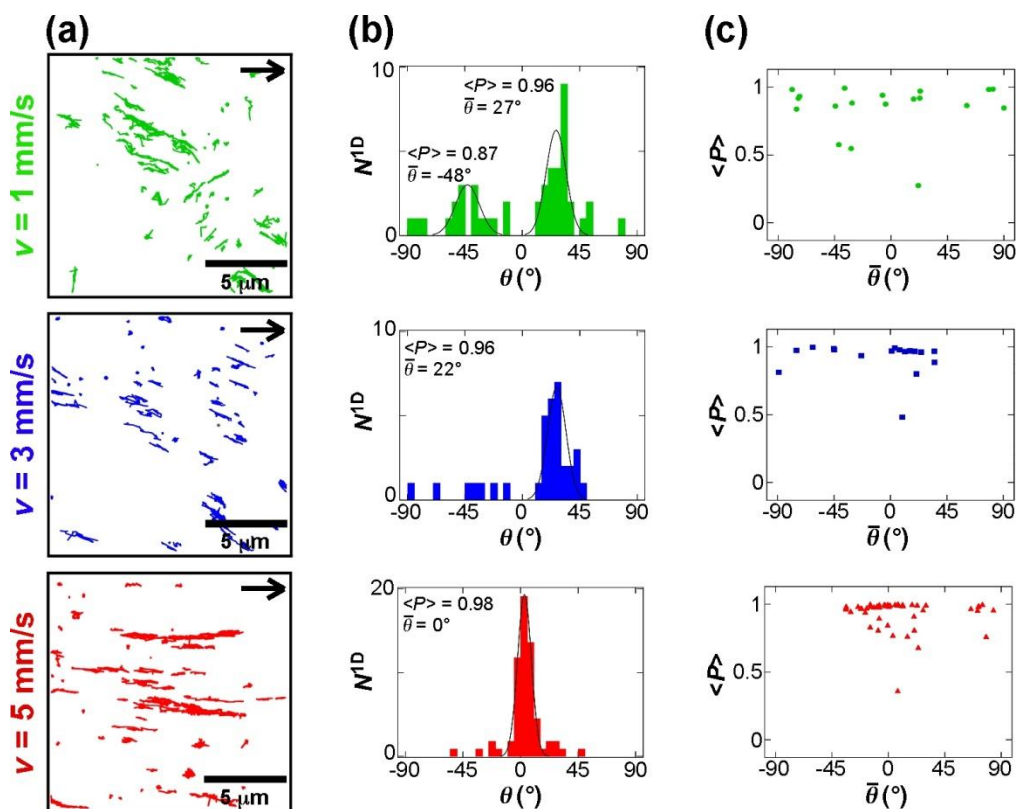 (a)
(b)
(c)
v = 1 mm/s
5 μm
10
0
N1D
<P> = 0.96
θ̅ = 27°
<P> = 0.87
θ̅ = -48°
-90 -45 0 45 90
θ (°)
1
0.5
0
<P>
-90 -45 0 45 90
θ̅ (°)
v = 3 mm/s
5 μm
10
0
N1D
<P> = 0.96
θ̅ = 22°
-90 -45 0 45 90
θ (°)
1
0.5
0
<P>
-90 -45 0 45 90
θ̅ (°)
v = 5 mm/s
5 μm
20
0
N1D
<P> = 0.98
θ̅ = 0°
-90 -45 0 45 90
θ (°)
1
0.5
0
<P>
-90 -45 0 45 90
θ̅ (°)